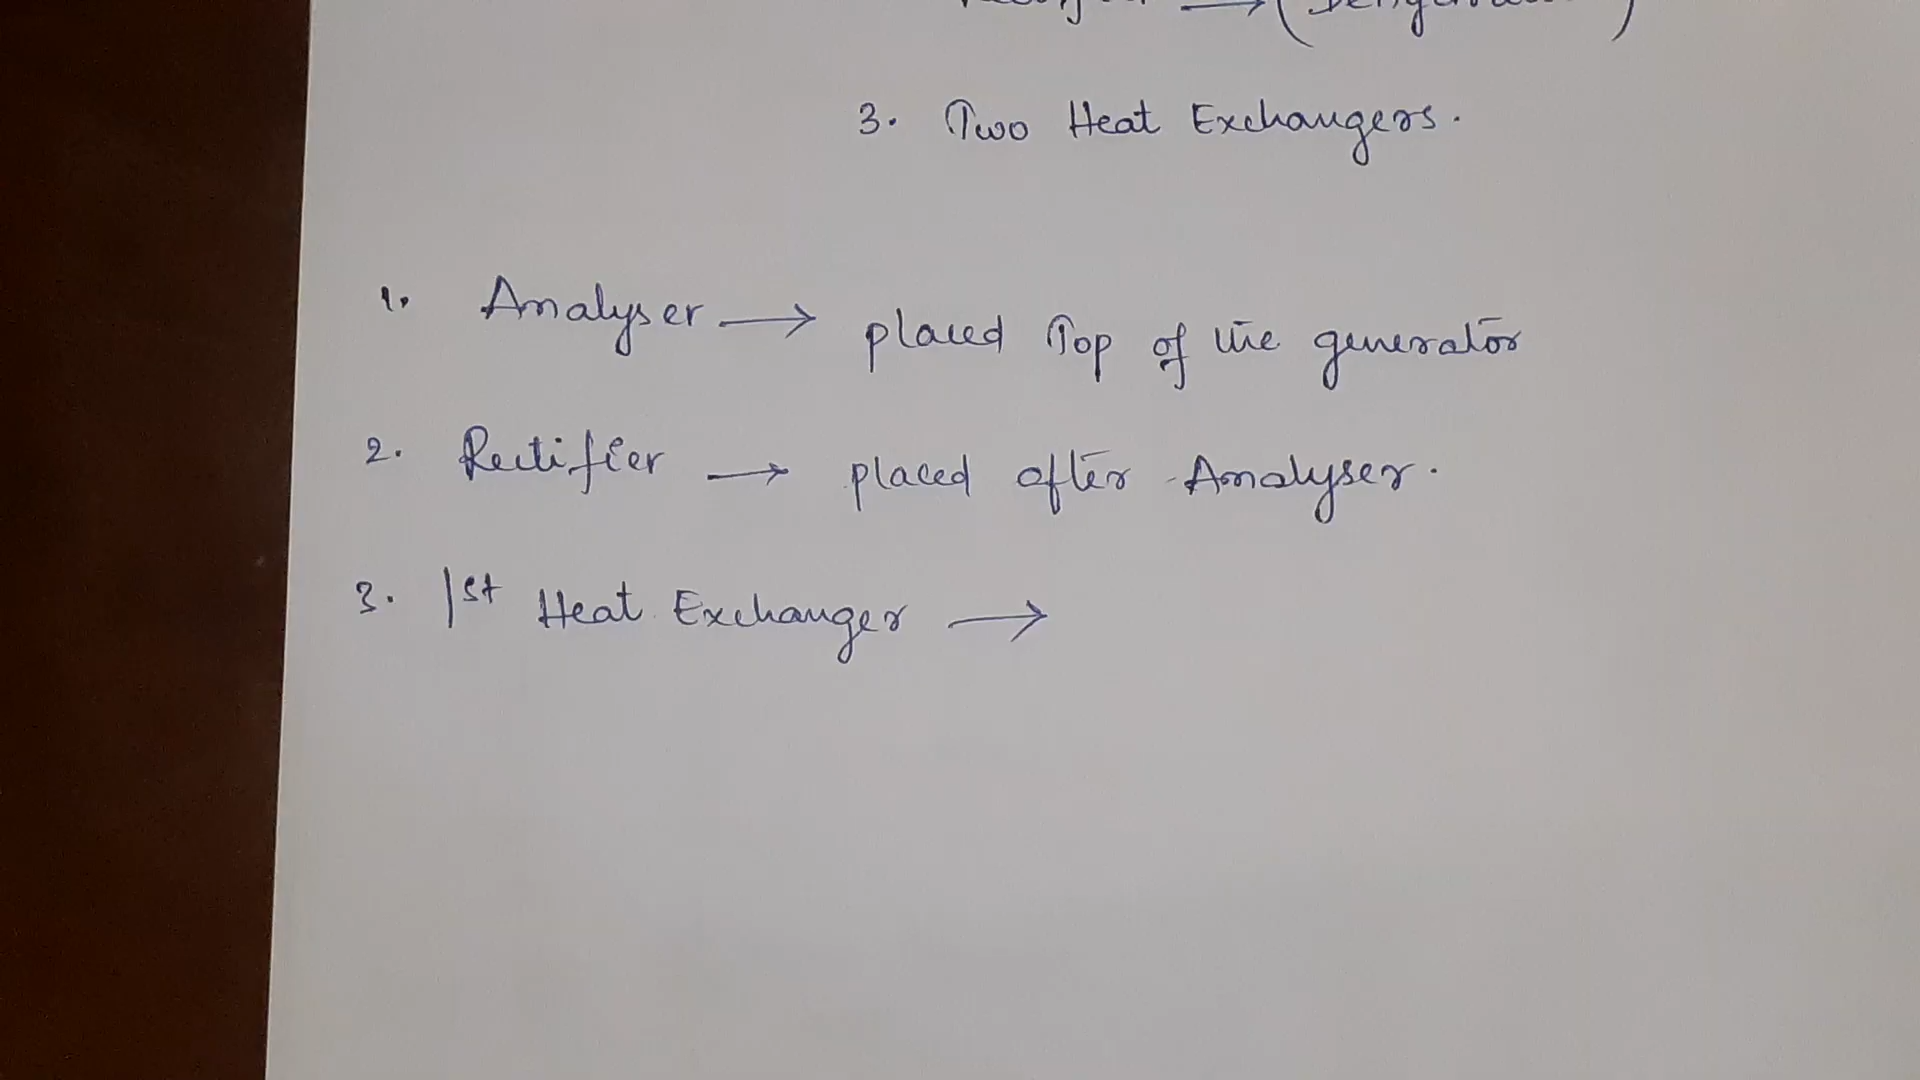 3. Two Heat Exchangers.
1. Analyser → placed Top of the generator
2. Rectifier → placed after Analyser.
3. 1st Heat Exchanger →